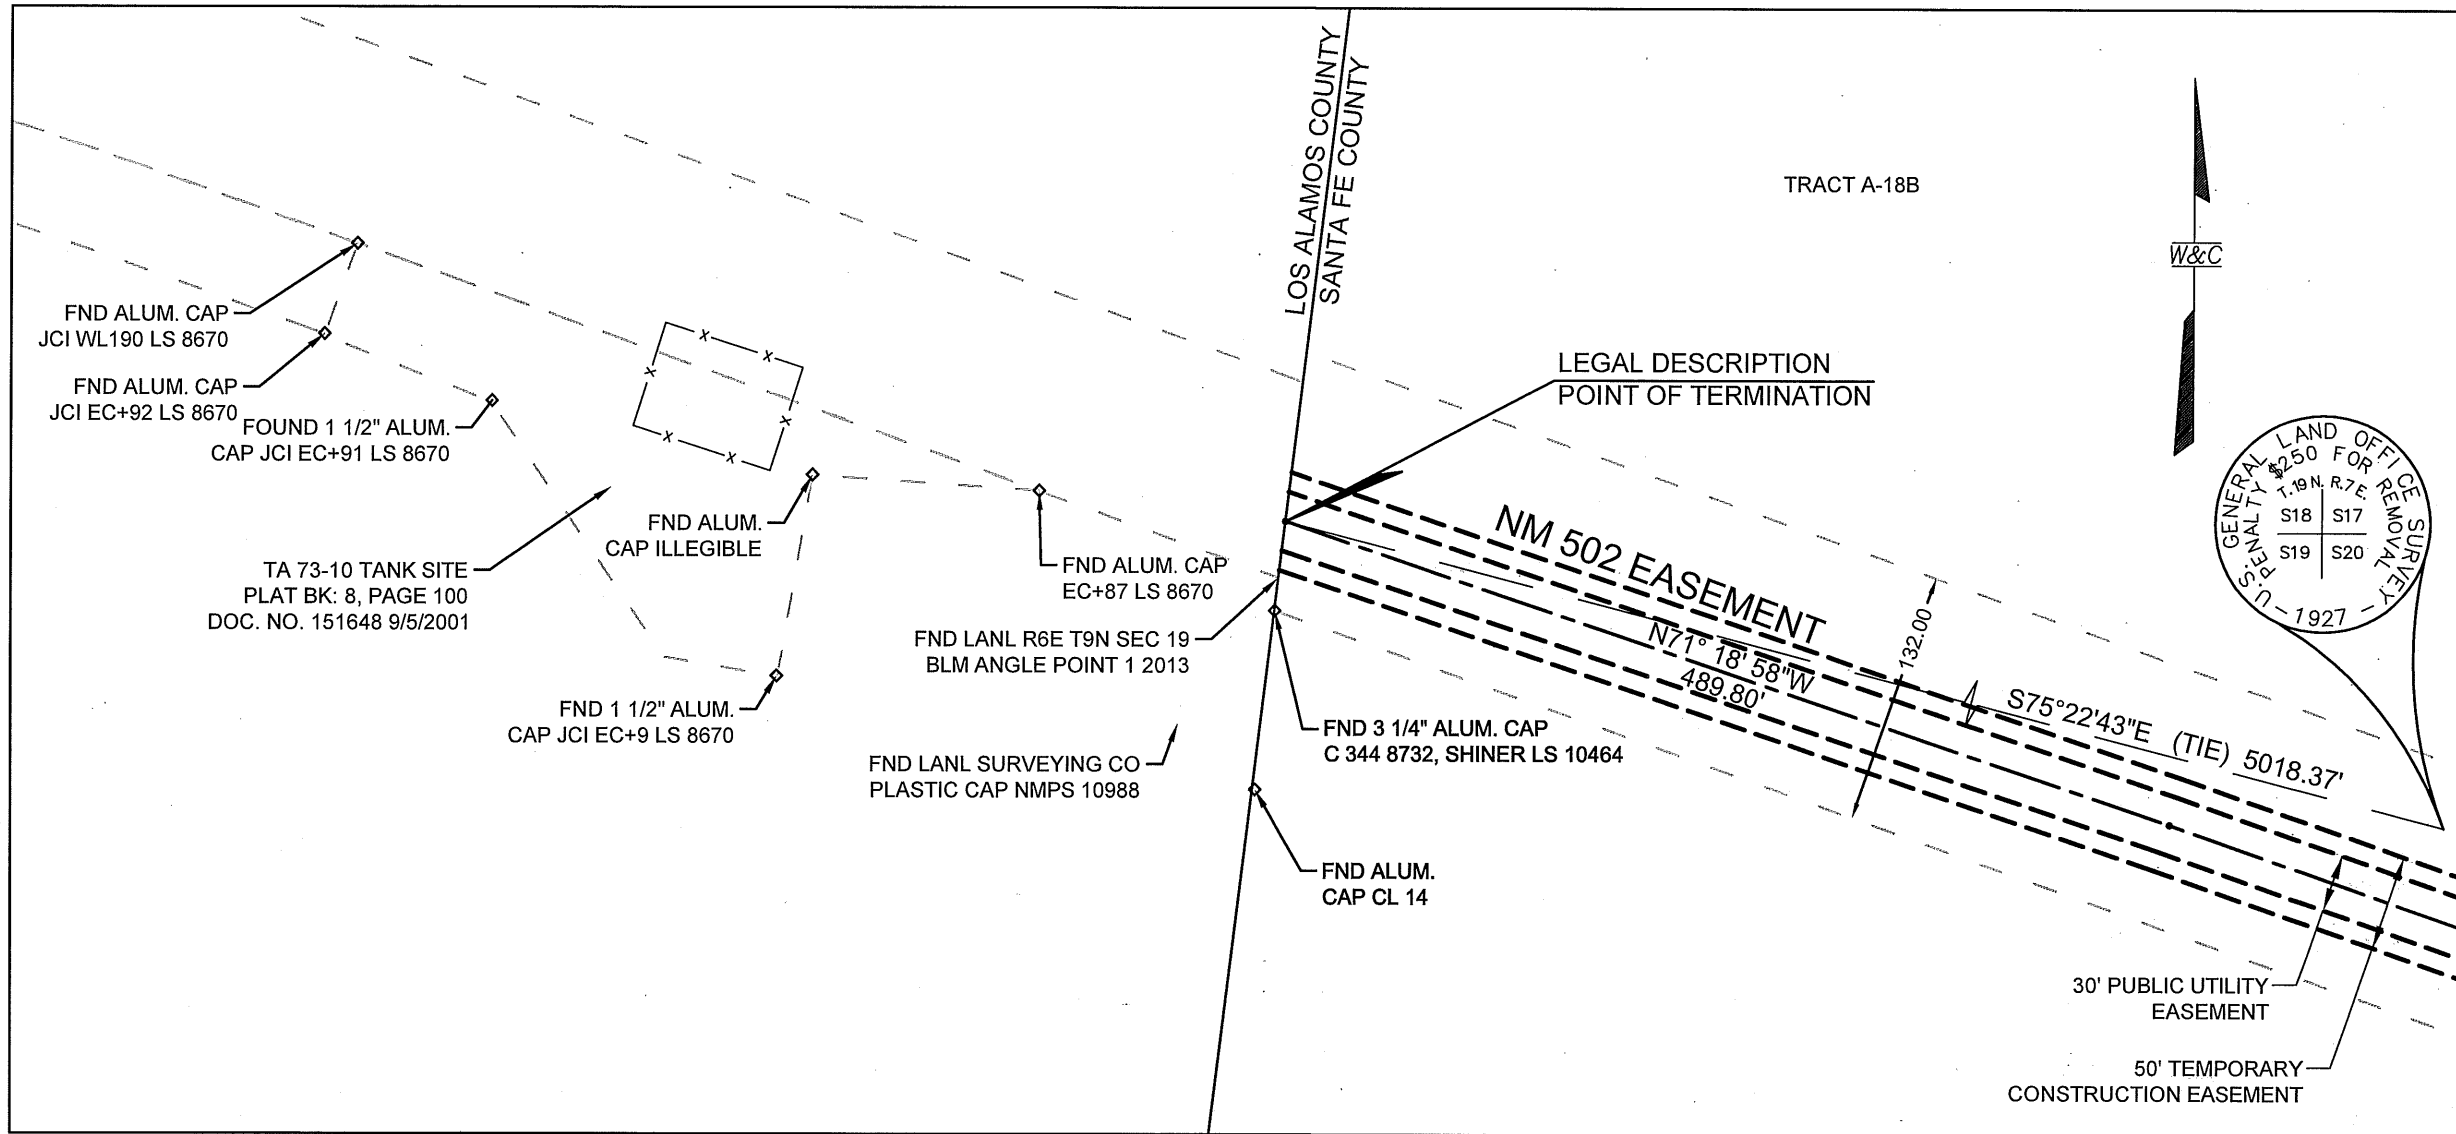 LOS ALAMOS COUNTY
SANTA FE COUNTY
TRACT A-18B
W&C
FND ALUM. CAP
JCI WL190 LS 8670
FND ALUM. CAP
JCI EC+92 LS 8670
FOUND 1 1/2" ALUM.
CAP JCI EC+91 LS 8670
LEGAL DESCRIPTION
POINT OF TERMINATION
U.S. GENERAL LAND OFFICE SURVEY
PENALTY $250 FOR REMOVAL
T.19 N. R.7 E.
S18 S17
S19 S20
1927
TA 73-10 TANK SITE
PLAT BK: 8, PAGE 100
DOC. NO. 151648 9/5/2001
FND ALUM.
CAP ILLEGIBLE
FND ALUM. CAP
EC+87 LS 8670
NM 502 EASEMENT
N71° 18' 58"W
489.80'
132.00
S75°22'43"E (TIE) 5018.37'
FND LANL R6E T9N SEC 19
BLM ANGLE POINT 1 2013
FND 1 1/2" ALUM.
CAP JCI EC+9 LS 8670
FND 3 1/4" ALUM. CAP
C 344 8732, SHINER LS 10464
FND LANL SURVEYING CO
PLASTIC CAP NMPS 10988
FND ALUM.
CAP CL 14
30' PUBLIC UTILITY
EASEMENT
50' TEMPORARY
CONSTRUCTION EASEMENT